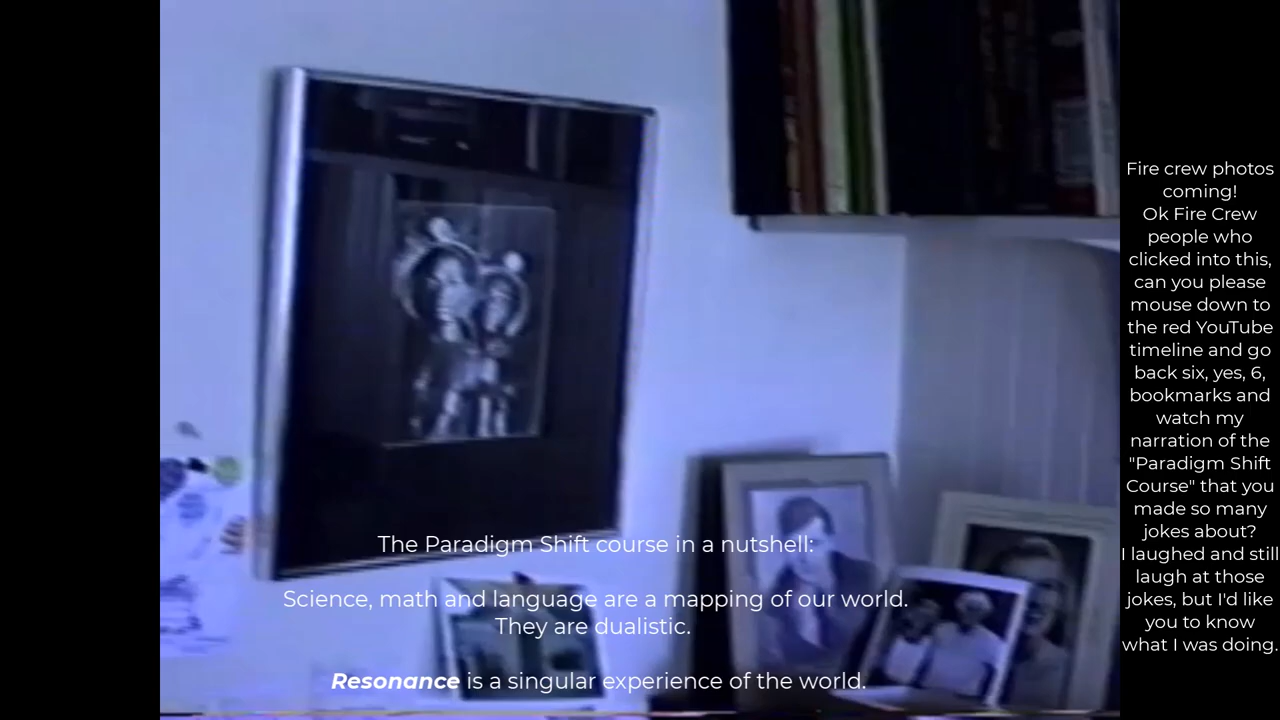 The Paradigm Shift course in a nutshell:
Science, math and language are a mapping of our world.
They are dualistic.
Resonance is a singular experience of the world.
Fire crew photos
coming!
Ok Fire Crew
people who
clicked into this,
can you please
mouse down to
the red YouTube
timeline and go
back six, yes, 6,
bookmarks and
watch my
narration of the
"Paradigm Shift
Course" that you
made so many
jokes about?
I laughed and still
laugh at those
jokes, but I'd like
you to know
what I was doing.